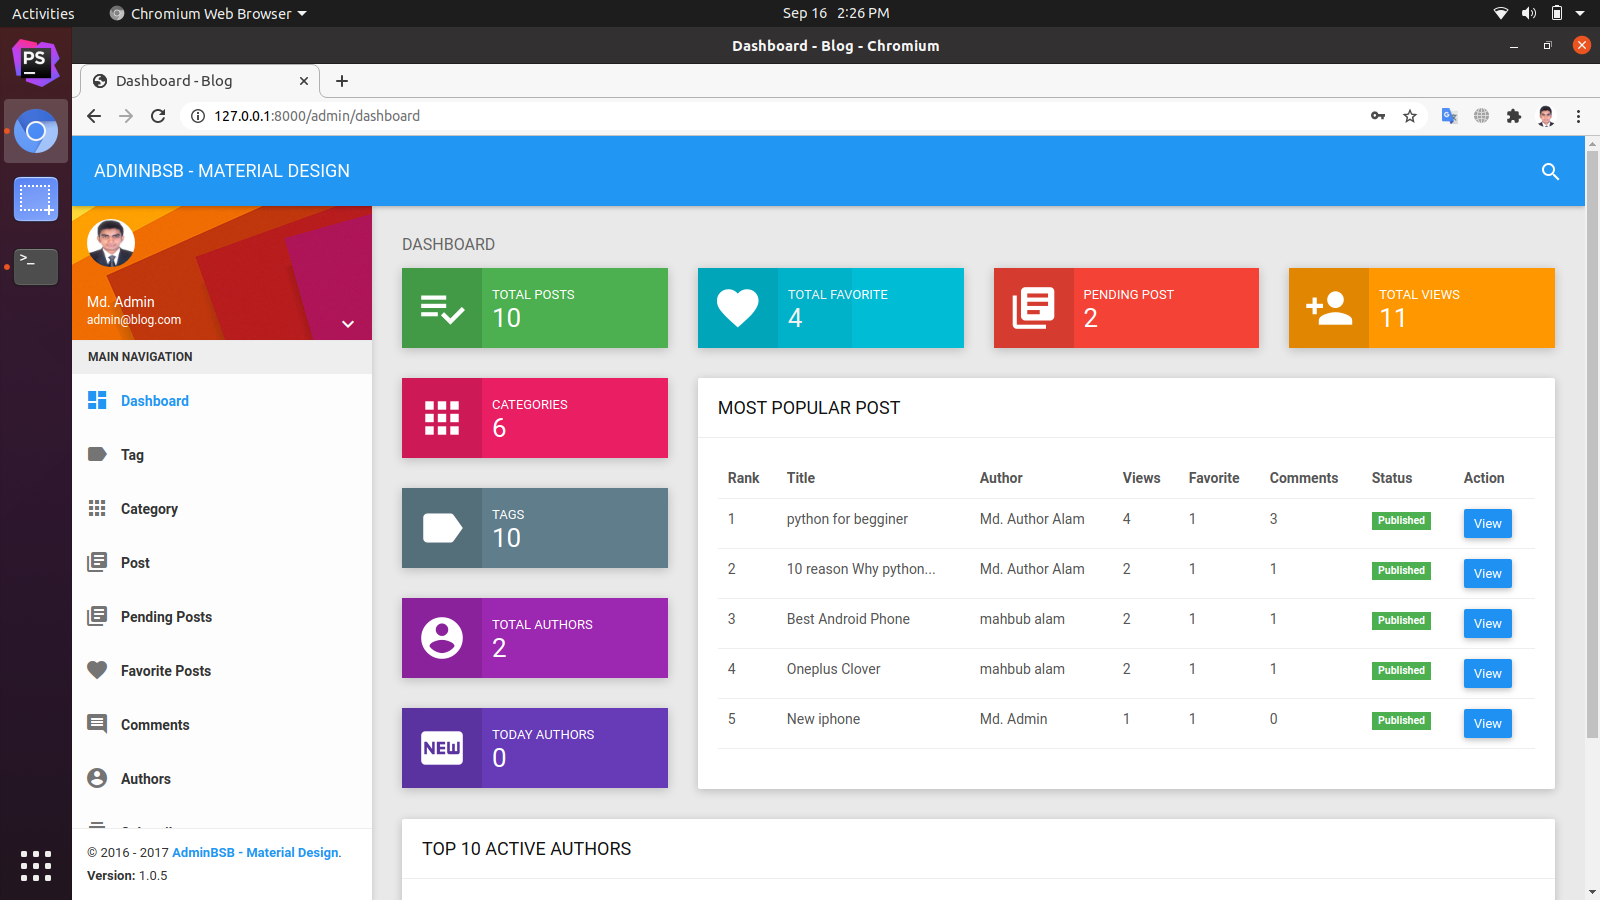 Activities
Chromium Web Browser
Sep 16 2:26 PM
Dashboard - Blog - Chromium
PS
Dashboard - Blog
127.0.0.1:8000/admin/dashboard
ADMINBSB - MATERIAL DESIGN
Md. Admin
admin@blog.com
MAIN NAVIGATION
Dashboard
Tag
Category
Post
Pending Posts
Favorite Posts
Comments
Authors
© 2016 - 2017 AdminBSB - Material Design.
Version: 1.0.5
DASHBOARD
TOTAL POSTS
10
TOTAL FAVORITE
4
PENDING POST
2
TOTAL VIEWS
11
CATEGORIES
6
TAGS
10
TOTAL AUTHORS
2
NEW
TODAY AUTHORS
0
MOST POPULAR POST
Rank Title Author Views Favorite Comments Status Action
1 python for begginer Md. Author Alam 4 1 3 Published View
2 10 reason Why python... Md. Author Alam 2 1 1 Published View
3 Best Android Phone mahbub alam 2 1 1 Published View
4 Oneplus Clover mahbub alam 2 1 1 Published View
5 New iphone Md. Admin 1 1 0 Published View
TOP 10 ACTIVE AUTHORS